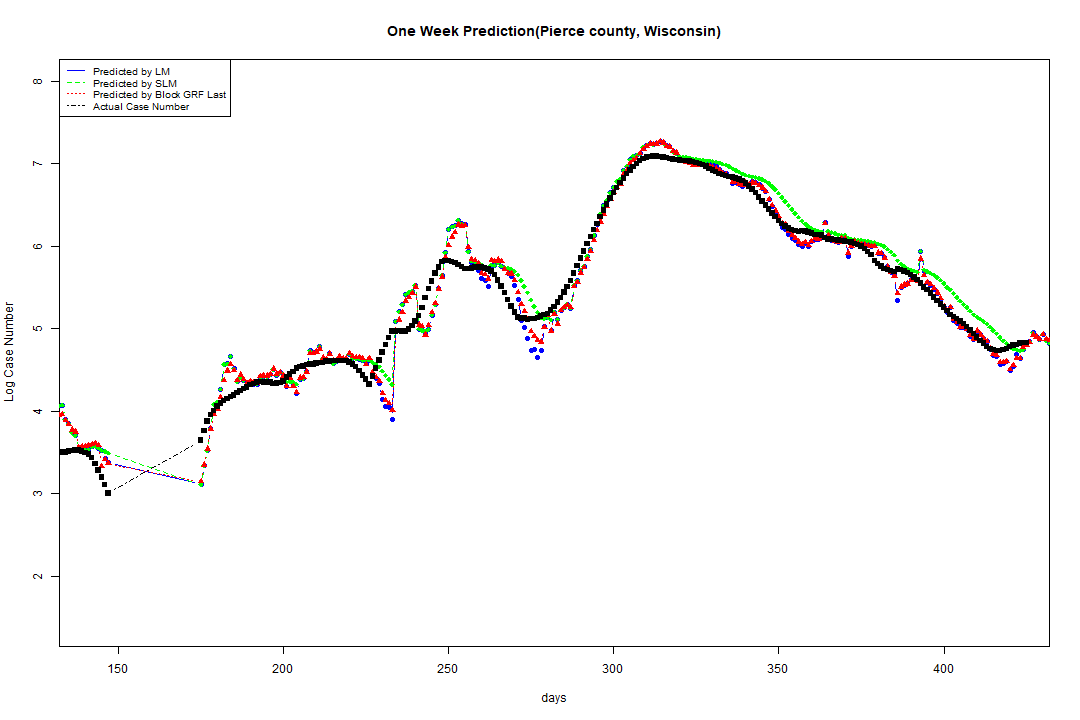 One Week Prediction(Pierce county, Wisconsin)
Predicted by LM
Predicted by SLM
Predicted by Block GRF Last
Actual Case Number
8
7
6
5
4
3
2
Log Case Number
150 200 250 300 350 400
days